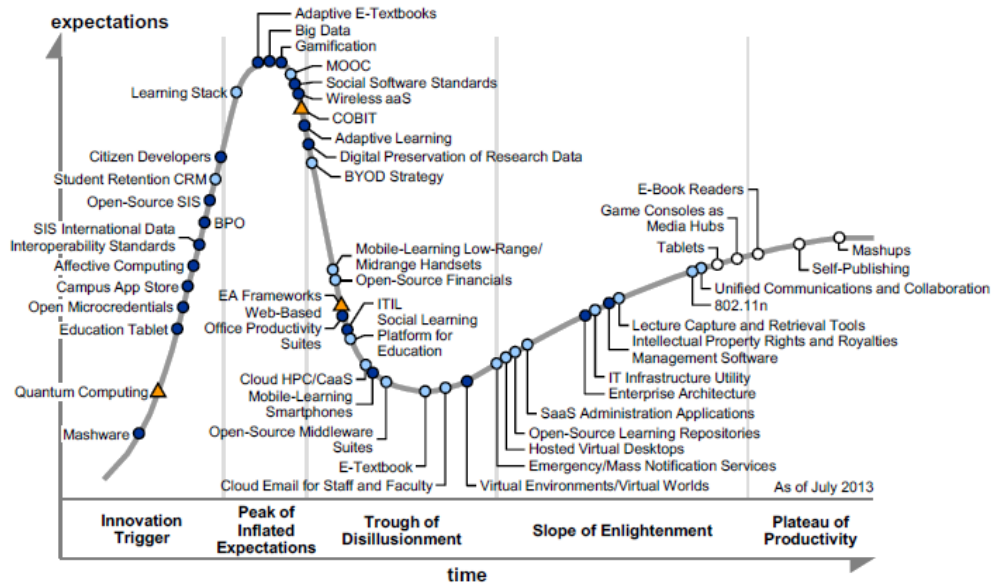 expectations
Adaptive E-Textbooks
Big Data
Gamification
MOOC
Social Software Standards
Wireless aaS
COBIT
Adaptive Learning
Digital Preservation of Research Data
BYOD Strategy
Learning Stack
Citizen Developers
Student Retention CRM
Open-Source SIS
BPO
SIS International Data
Interoperability Standards
Affective Computing
Campus App Store
Open Microcredentials
Education Tablet
Quantum Computing
Mashware
Mobile-Learning Low-Range/
Midrange Handsets
Open-Source Financials
EA Frameworks
Web-Based
Office Productivity
Suites
ITIL
Social Learning
Platform for
Education
Cloud HPC/CaaS
Mobile-Learning
Smartphones
Open-Source Middleware
Suites
E-Textbook
Cloud Email for Staff and Faculty
Virtual Environments/Virtual Worlds
Emergency/Mass Notification Services
Hosted Virtual Desktops
Open-Source Learning Repositories
SaaS Administration Applications
Enterprise Architecture
IT Infrastructure Utility
Intellectual Property Rights and Royalties
Management Software
Lecture Capture and Retrieval Tools
802.11n
Unified Communications and Collaboration
Tablets
Game Consoles as
Media Hubs
E-Book Readers
Self-Publishing
Mashups
As of July 2013
Innovation
Trigger
Peak of
Inflated
Expectations
Trough of
Disillusionment
Slope of Enlightenment
Plateau of
Productivity
time